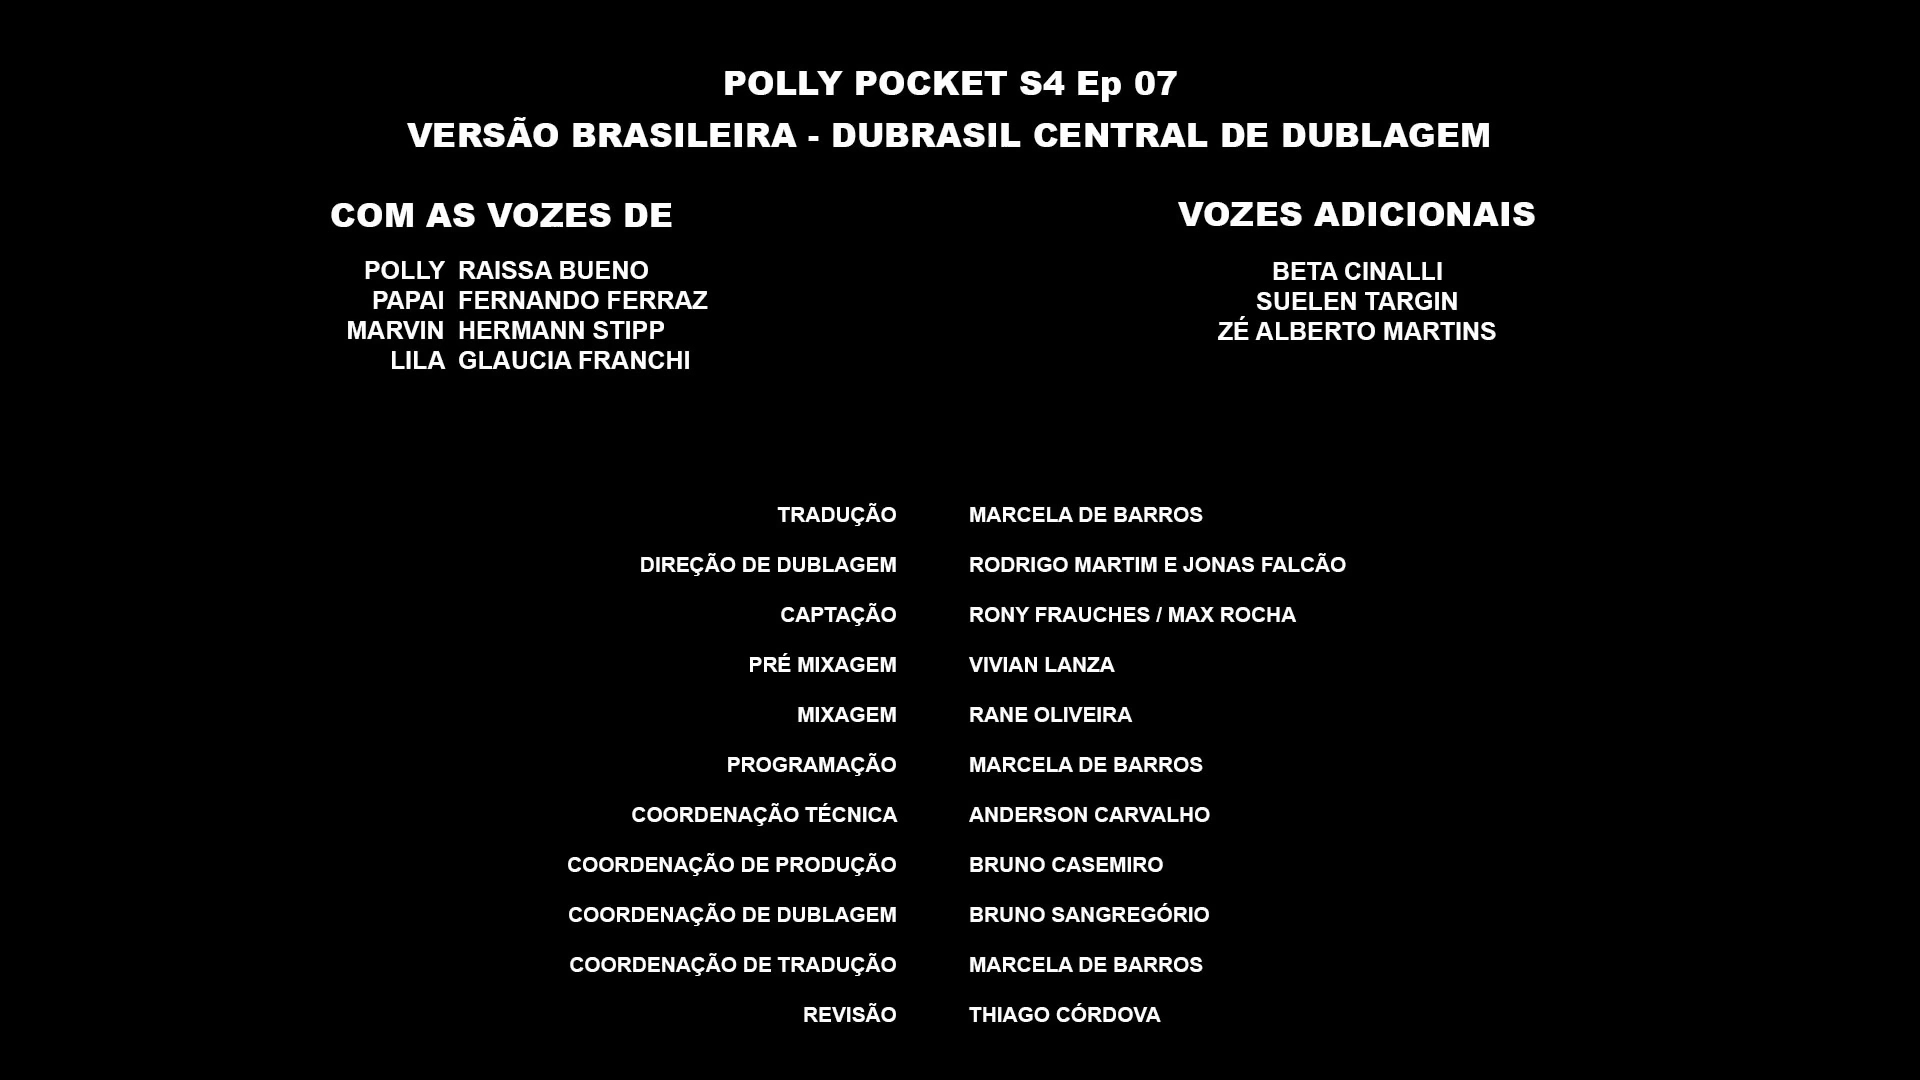 POLLY POCKET S4 Ep 07
VERSÃO BRASILEIRA - DUBRASIL CENTRAL DE DUBLAGEM
COM AS VOZES DE
POLLY RAISSA BUENO
PAPAI FERNANDO FERRAZ
MARVIN HERMANN STIPP
LILA GLAUCIA FRANCHI
VOZES ADICIONAIS
BETA CINALLI
SUELEN TARGIN
ZÉ ALBERTO MARTINS
TRADUÇÃO MARCELA DE BARROS
DIREÇÃO DE DUBLAGEM RODRIGO MARTIM E JONAS FALCÃO
CAPTAÇÃO RONY FRAUCHES / MAX ROCHA
PRÉ MIXAGEM VIVIAN LANZA
MIXAGEM RANE OLIVEIRA
PROGRAMAÇÃO MARCELA DE BARROS
COORDENAÇÃO TÉCNICA ANDERSON CARVALHO
COORDENAÇÃO DE PRODUÇÃO BRUNO CASEMIRO
COORDENAÇÃO DE DUBLAGEM BRUNO SANGREGÓRIO
COORDENAÇÃO DE TRADUÇÃO MARCELA DE BARROS
REVISÃO THIAGO CÓRDOVA